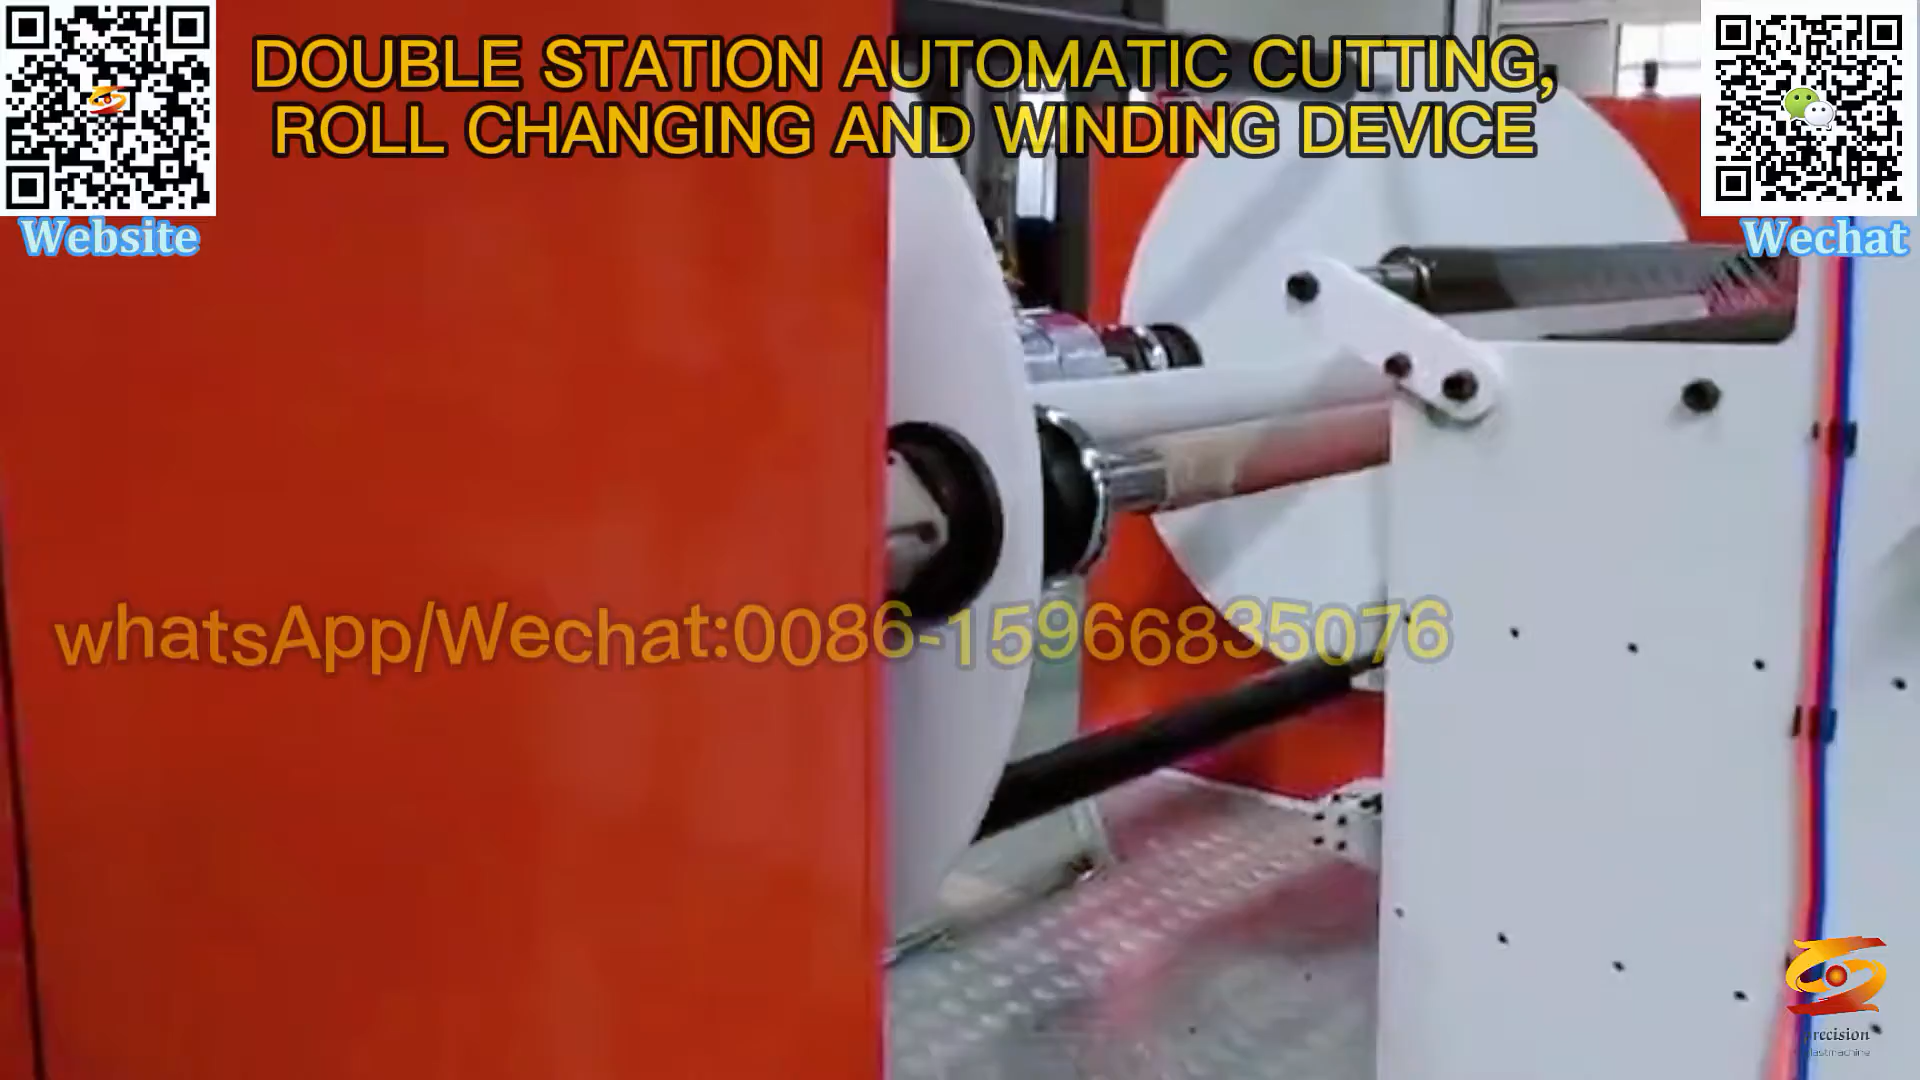 DOUBLE STATION AUTOMATIC CUTTING,
ROLL CHANGING AND WINDING DEVICE
Website
Wechat
whatsApp/Wechat:0086-15966835076
precision